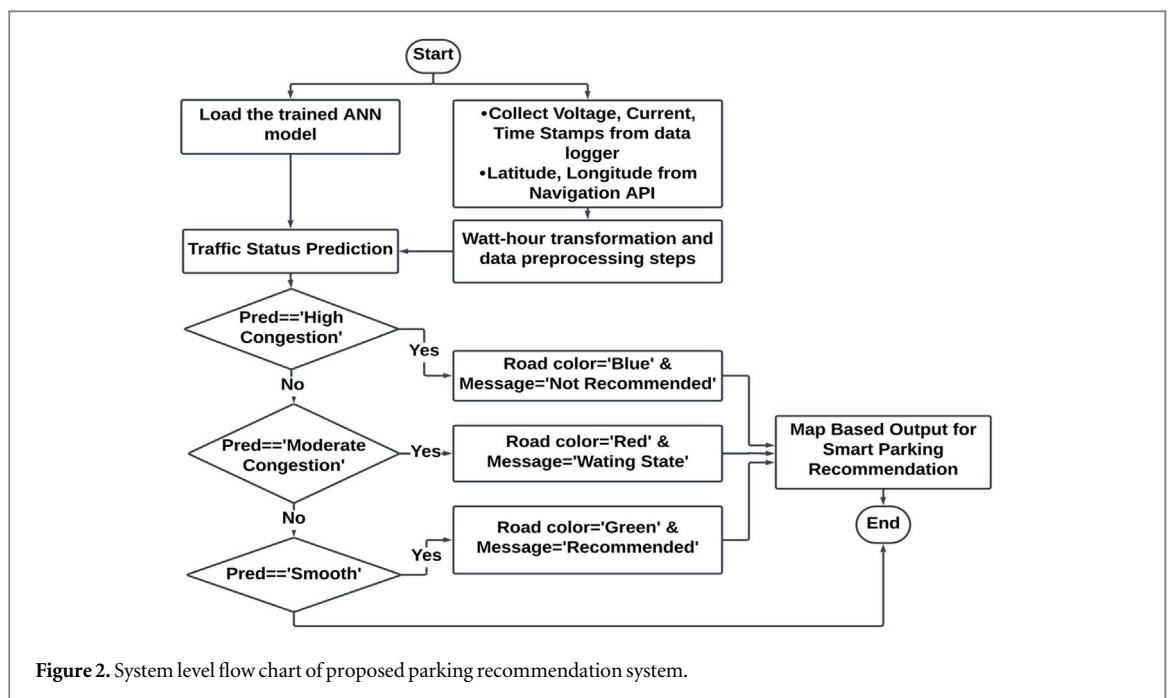 Start
Load the trained ANN
model
•Collect Voltage, Current,
Time Stamps from data
logger
•Latitude, Longitude from
Navigation API
Traffic Status Prediction
Watt-hour transformation and
data preprocessing steps
Pred=='High
Congestion'
Yes
Road color='Blue' &
Message='Not Recommended'
No
Pred=='Moderate
Congestion'
Yes
Road color='Red' &
Message='Wating State'
Map Based Output for
Smart Parking
Recommendation
No
Pred=='Smooth'
Yes
Road color='Green' &
Message='Recommended'
End
Figure 2. System level flow chart of proposed parking recommendation system.